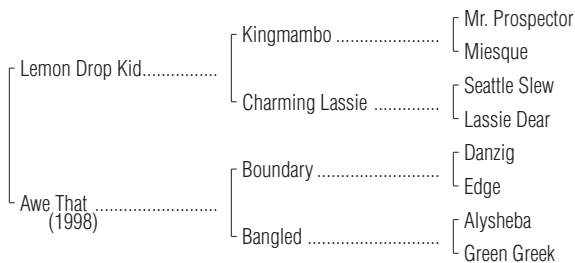 Mr. Prospector
Kingmambo ......................
Miesque
Lemon Drop Kid................
Seattle Slew
Charming Lassie ..............
Lassie Dear
Danzig
Boundary ..........................
Edge
Awe That ..........................
(1998)
Alysheba
Bangled ............................
Green Greek